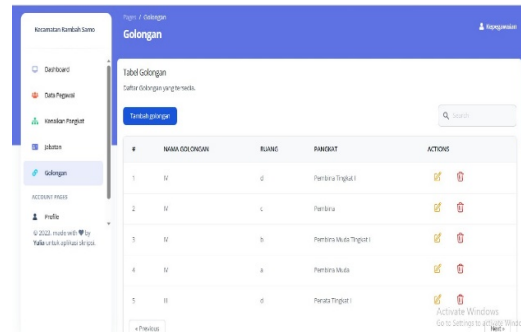 Pages / Golongan
Kecamatan Rambah Samo
Golongan
Kepegawaian
Dashboard
Data Pegawai
Kenaikan Pangkat
Jabatan
Golongan
ACCOUNT PAGES
Profile
© 2022, made with by
Yulia untuk aplikasi skripsi.
Tabel Golongan
Daftar Golongan yang tersedia.
Tambah golongan
Search
# NAMA GOLONGAN RUANG PANGKAT ACTIONS
1 IV d Pembina Tingkat I
2 IV c Pembina
3 IV b Pembina Muda Tingkat I
4 IV a Pembina Muda
5 III d Penata Tingkat I
« Previous
Next »
Activate Windows
Go to Settings to activate Windo